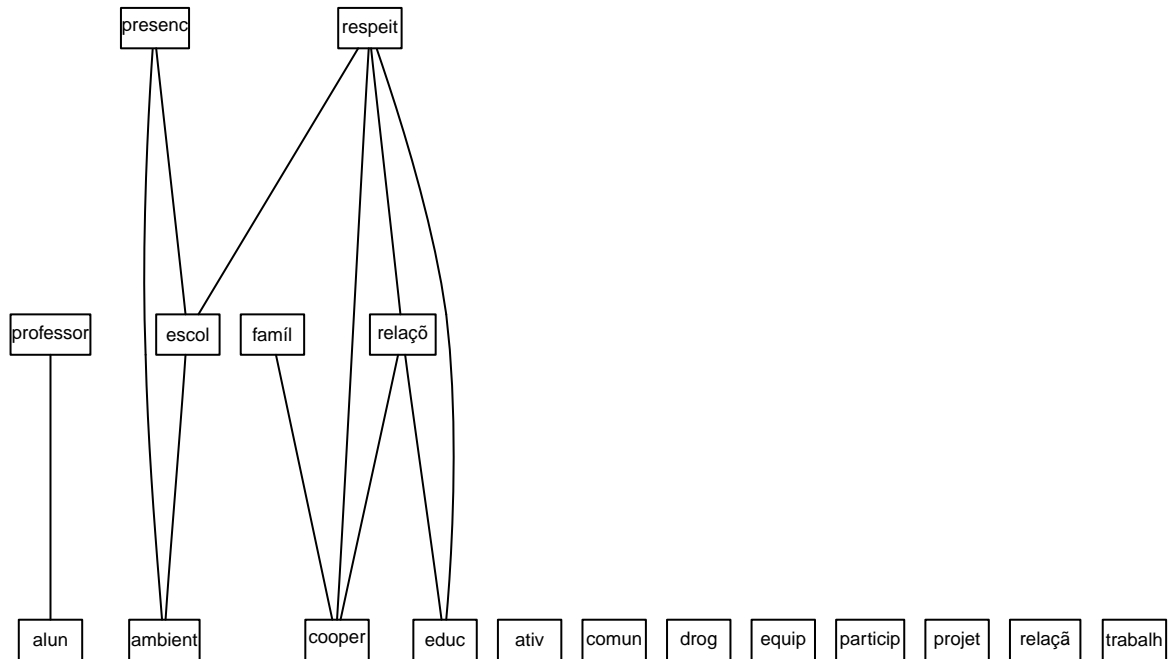 presenc
respeit
professor
escol
famíl
relaçõ
alun
ambient
cooper
educ
ativ
comun
drog
equip
particip
projet
relaçã
trabalh